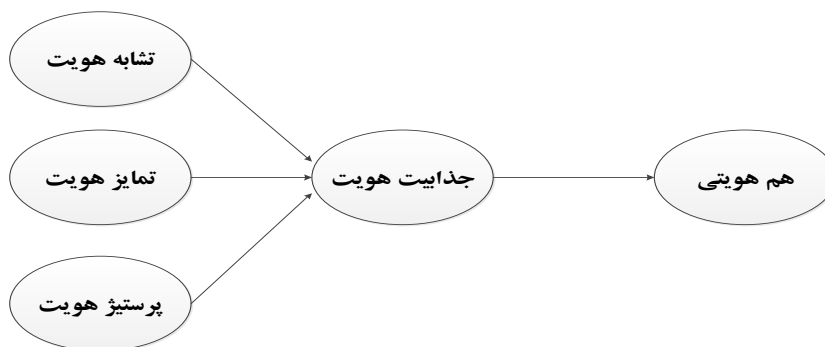 تشابه هویت
تمایز هویت
جذابیت هویت
هم هویتی
پرستیژ هویت